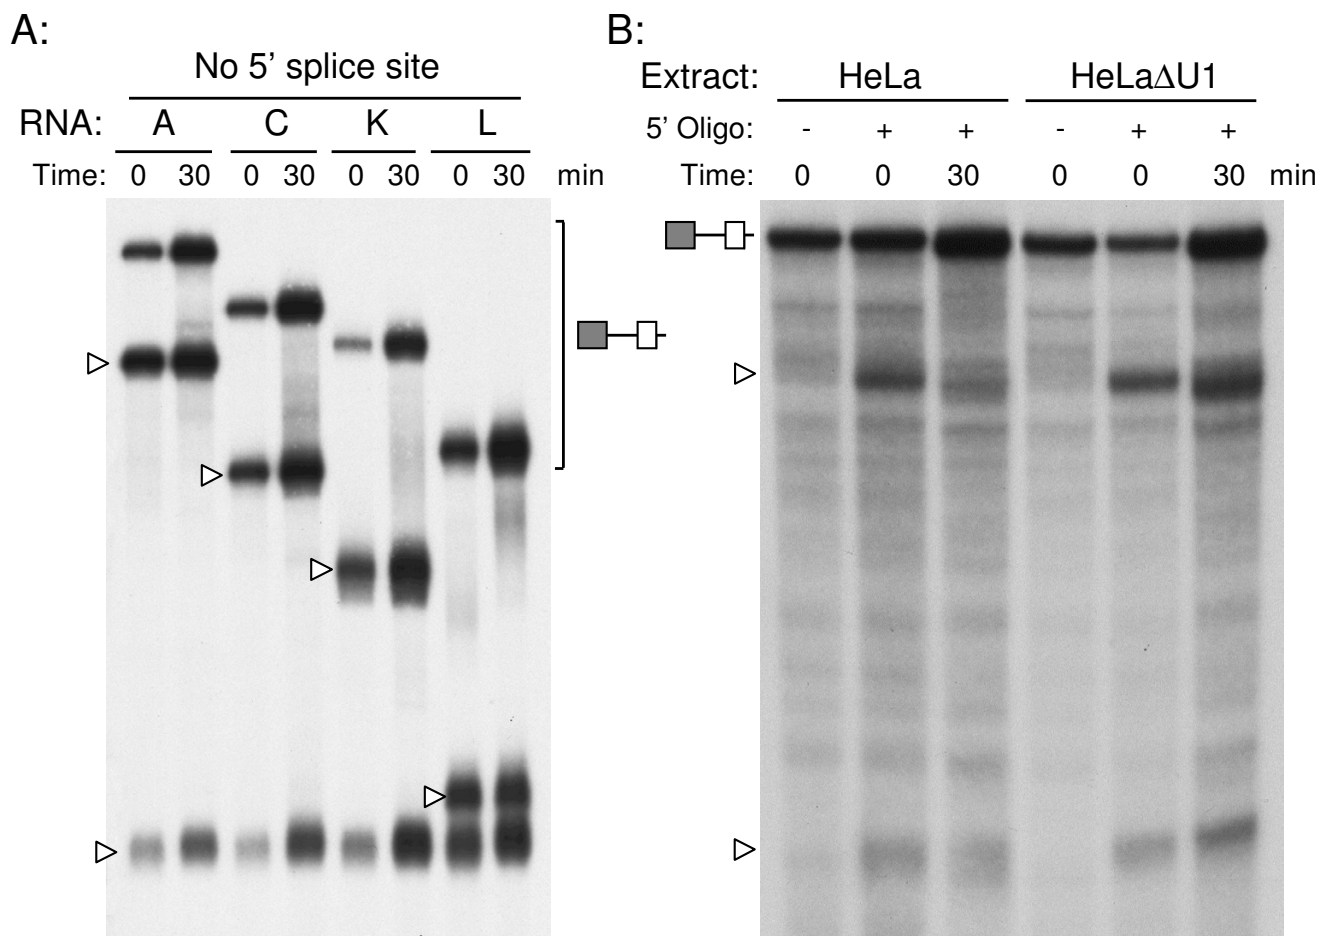 A:
No 5’ splice site
RNA: A C K L
Time: 0 30 0 30 0 30 0 30 min
B:
Extract: HeLa HeLaΔU1
5’ Oligo: - + + - + +
Time: 0 0 30 0 0 30 min